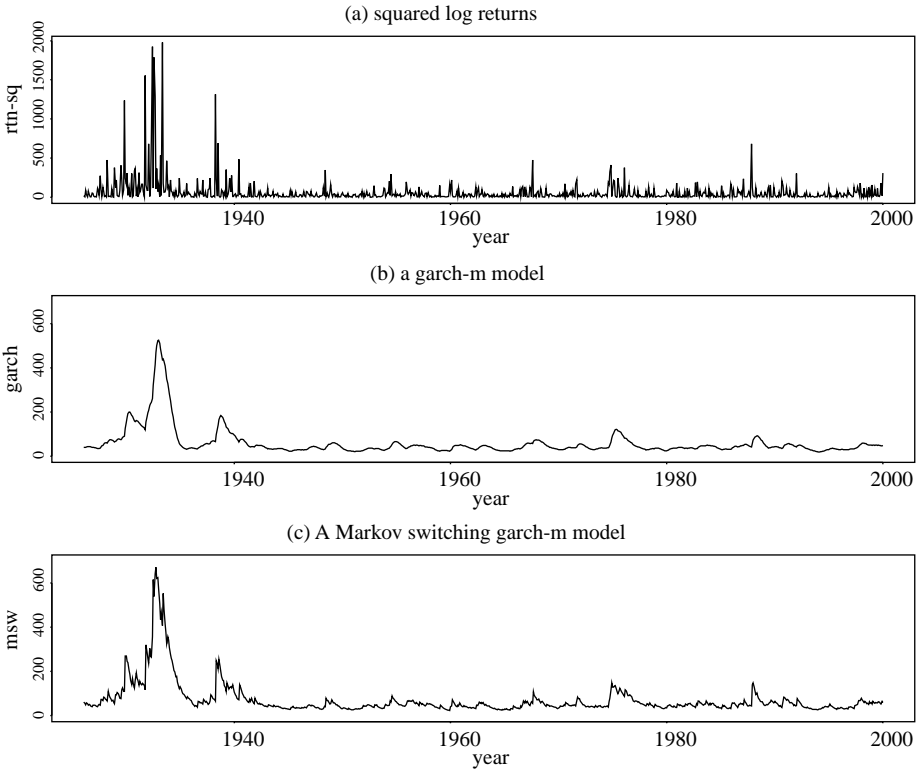 (a) squared log returns
rtn-sq
2000
1500
1000
500
0
1940 1960 1980 2000
year
(b) a garch-m model
garch
600
400
200
0
1940 1960 1980 2000
year
(c) A Markov switching garch-m model
msw
600
400
200
0
1940 1960 1980 2000
year